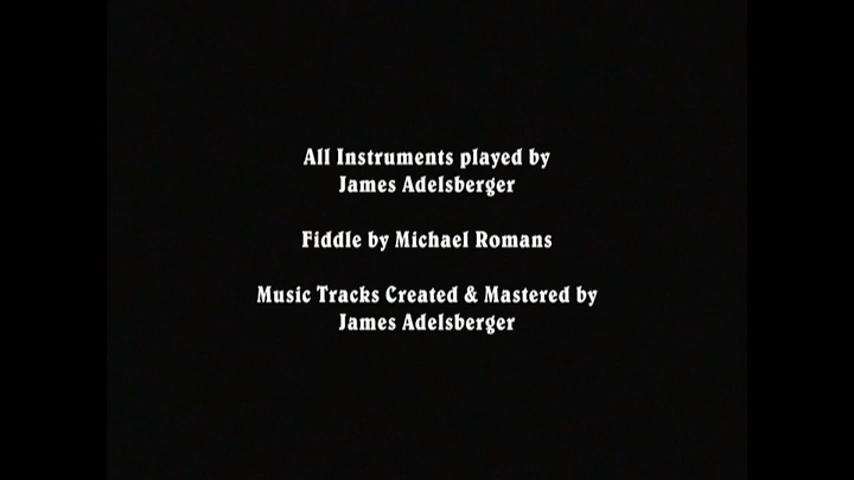 All Instruments played by
James Adelsberger
Fiddle by Michael Romans
Music Tracks Created & Mastered by
James Adelsberger